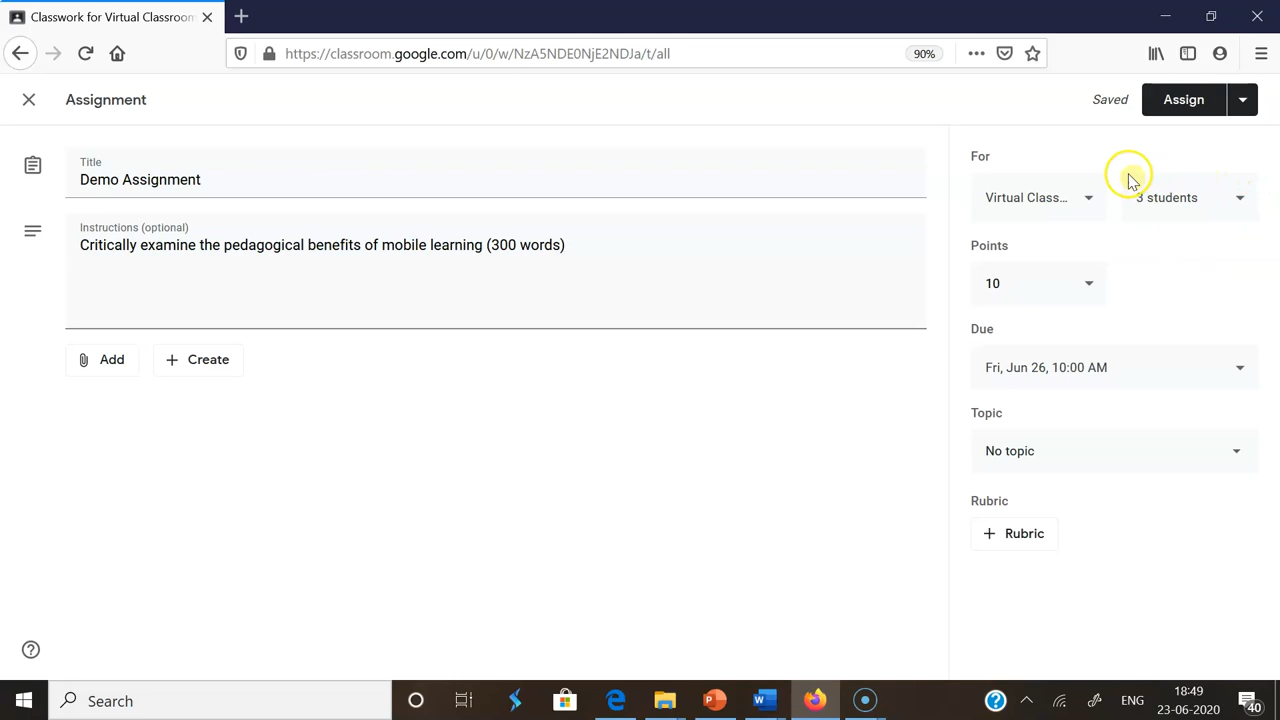 Classwork for Virtual Classroom
https://classroom.google.com/u/0/w/NzA5NDE0NjE2NDJa/t/all
90%
Assignment
Saved
Assign
Title
Demo Assignment
Instructions (optional)
Critically examine the pedagogical benefits of mobile learning (300 words)
Add
Create
For
Virtual Class...
3 students
Points
10
Due
Fri, Jun 26, 10:00 AM
Topic
No topic
Rubric
Rubric
Search
ENG
18:49
23-06-2020
40